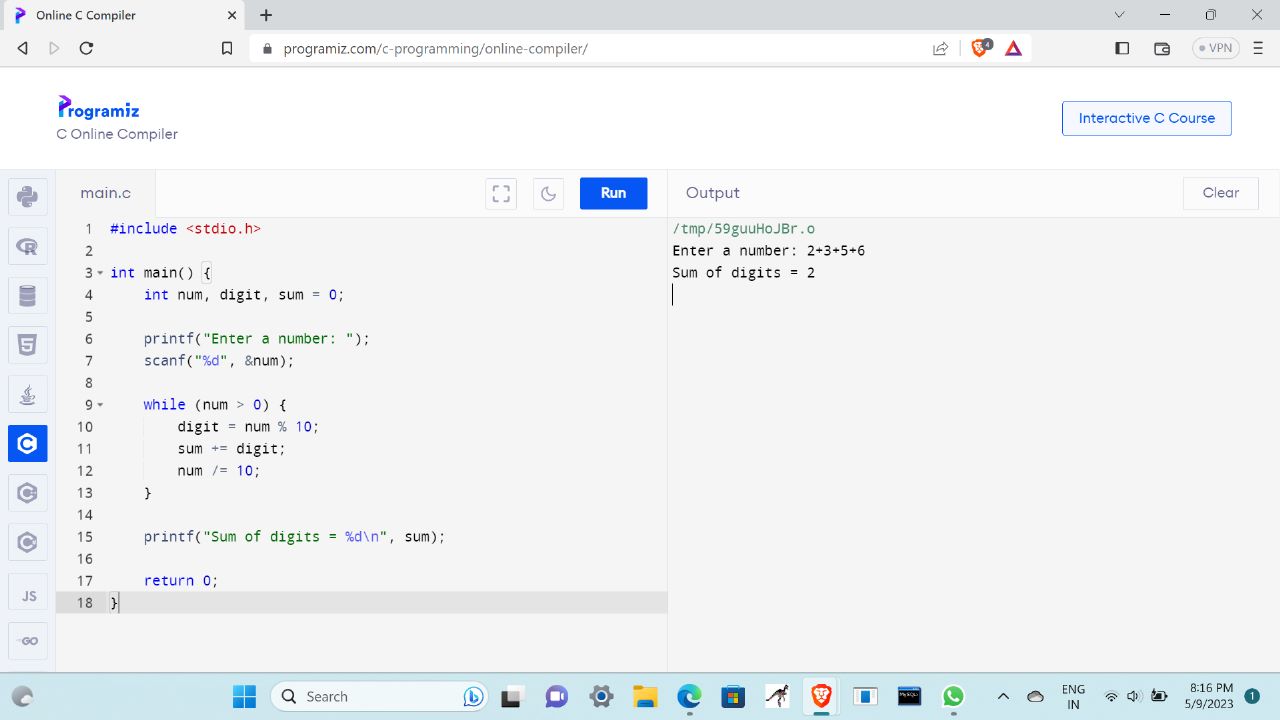 Online C Compiler
programiz.com/c-programming/online-compiler/
4
VPN
Programiz
C Online Compiler
Interactive C Course
main.c
Run
Output
Clear
1 #include <stdio.h>
2
3 int main() {
4     int num, digit, sum = 0;
5
6     printf("Enter a number: ");
7     scanf("%d", &num);
8
9     while (num > 0) {
10         digit = num % 10;
11         sum += digit;
12         num /= 10;
13     }
14
15     printf("Sum of digits = %d\n", sum);
16
17     return 0;
18 }
/tmp/59guuHoJBr.o
Enter a number: 2+3+5+6
Sum of digits = 2
JS
GO
Search
MySQL
ENG
IN
8:16 PM
5/9/2023
1